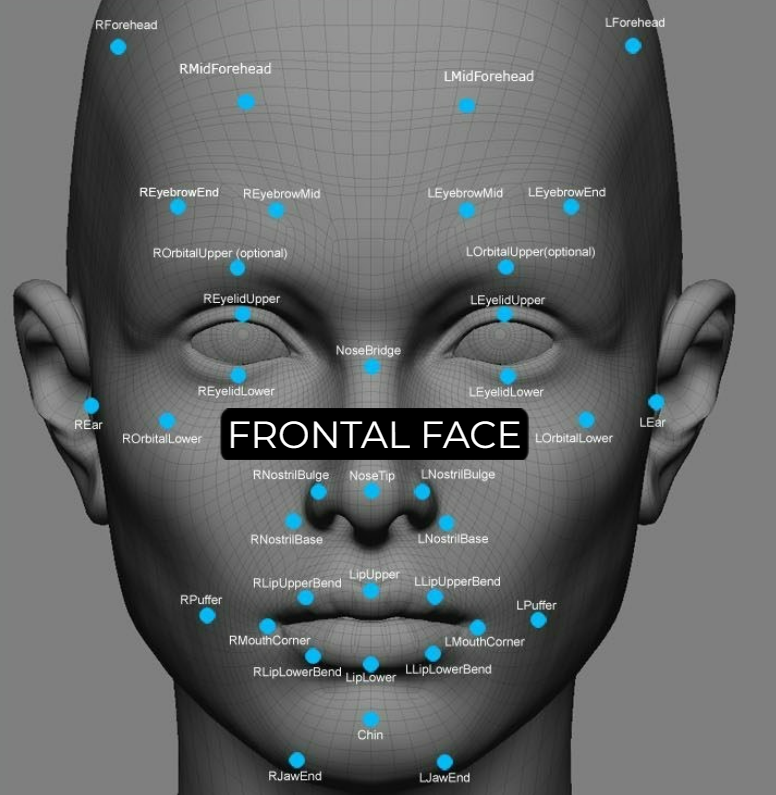 RForehead
LForehead
RMidForehead
LMidForehead
REyebrowEnd
REyebrowMid
LEyebrowMid
LEyebrowEnd
ROrbitalUpper (optional)
LOrbitalUpper(optional)
REyelidUpper
LEyelidUpper
NoseBridge
REyelidLower
LEyelidLower
REar
LEar
ROrbitalLower
FRONTAL FACE
LOrbitalLower
RNostrilBulge
NoseTip
LNostrilBulge
RNostrilBase
LNostrilBase
RLipUpperBend
LipUpper
LLipUpperBend
RPuffer
LPuffer
RMouthCorner
LMouthCorner
RLipLowerBend
LipLower
LLipLowerBend
Chin
RJawEnd
LJawEnd